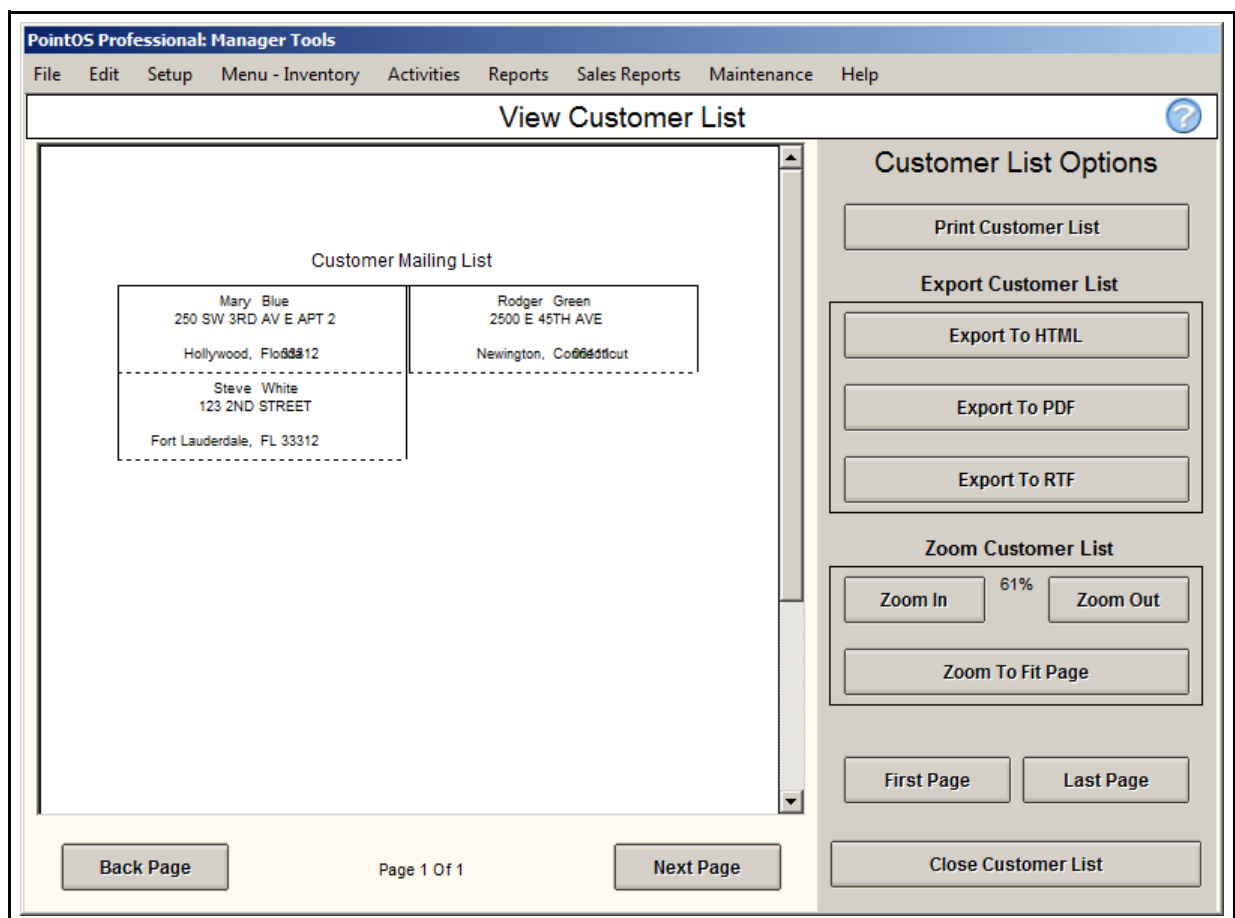 PointOS Professional: Manager Tools
File Edit Setup Menu - Inventory Activities Reports Sales Reports Maintenance Help
View Customer List
?
Customer Mailing List
Mary Blue
250 SW 3RD AV E APT 2
Hollywood,
Rodger Green
2500 E 45TH AVE
Newington,
Steve White
123 2ND STREET
Fort Lauderdale, FL 33312
Back Page
Page 1 Of 1
Next Page
Customer List Options
Print Customer List
Export Customer List
Export To HTML
Export To PDF
Export To RTF
Zoom Customer List
Zoom In
61%
Zoom Out
Zoom To Fit Page
First Page
Last Page
Close Customer List